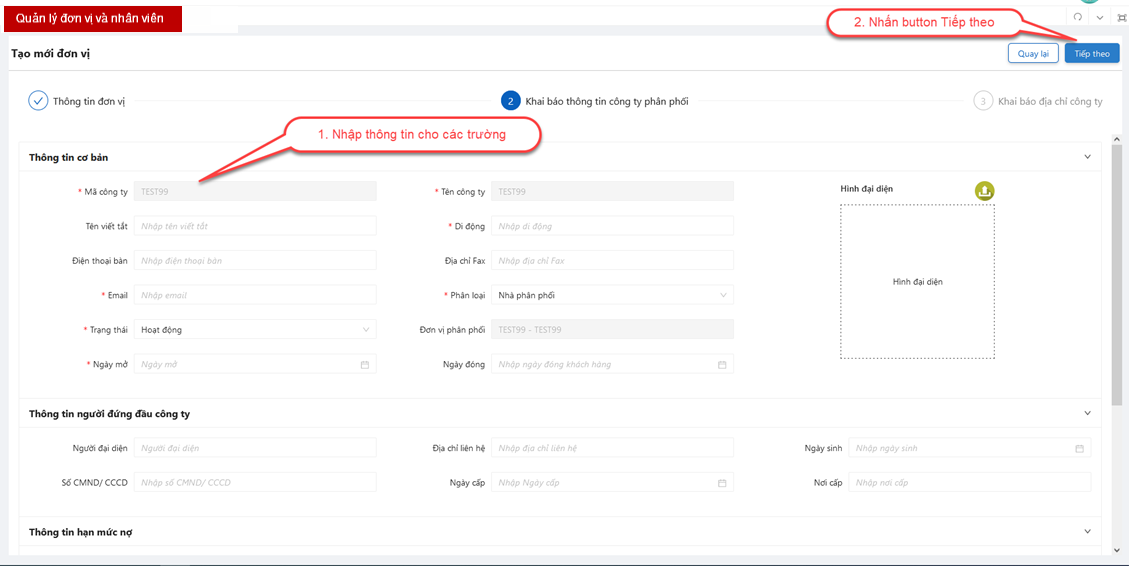 Quản lý đơn vị và nhân viên
2. Nhấn button Tiếp theo
Tạo mới đơn vị
Quay lại
Tiếp theo
Thông tin đơn vị
2 Khai báo thông tin công ty phân phối
3 Khai báo địa chỉ công ty
1. Nhập thông tin cho các trường
Thông tin cơ bản
* Mã công ty TEST99
* Tên công ty TEST99
Hình đại diện
Tên viết tắt Nhập tên viết tắt
* Di động Nhập di động
Điện thoại bàn Nhập điện thoại bàn
Địa chỉ Fax Nhập địa chỉ Fax
Hình đại diện
* Email Nhập email
* Phân loại Nhà phân phối
* Trạng thái Hoạt động
Đơn vị phân phối TEST99 - TEST99
* Ngày mở Ngày mở
Ngày đóng Nhập ngày đóng khách hàng
Thông tin người đứng đầu công ty
Người đại diện Người đại diện
Địa chỉ liên hệ Nhập địa chỉ liên hệ
Ngày sinh Nhập ngày sinh
Số CMND/ CCCD Nhập số CMND/ CCCD
Ngày cấp Nhập Ngày cấp
Nơi cấp Nhập nơi cấp
Thông tin hạn mức nợ